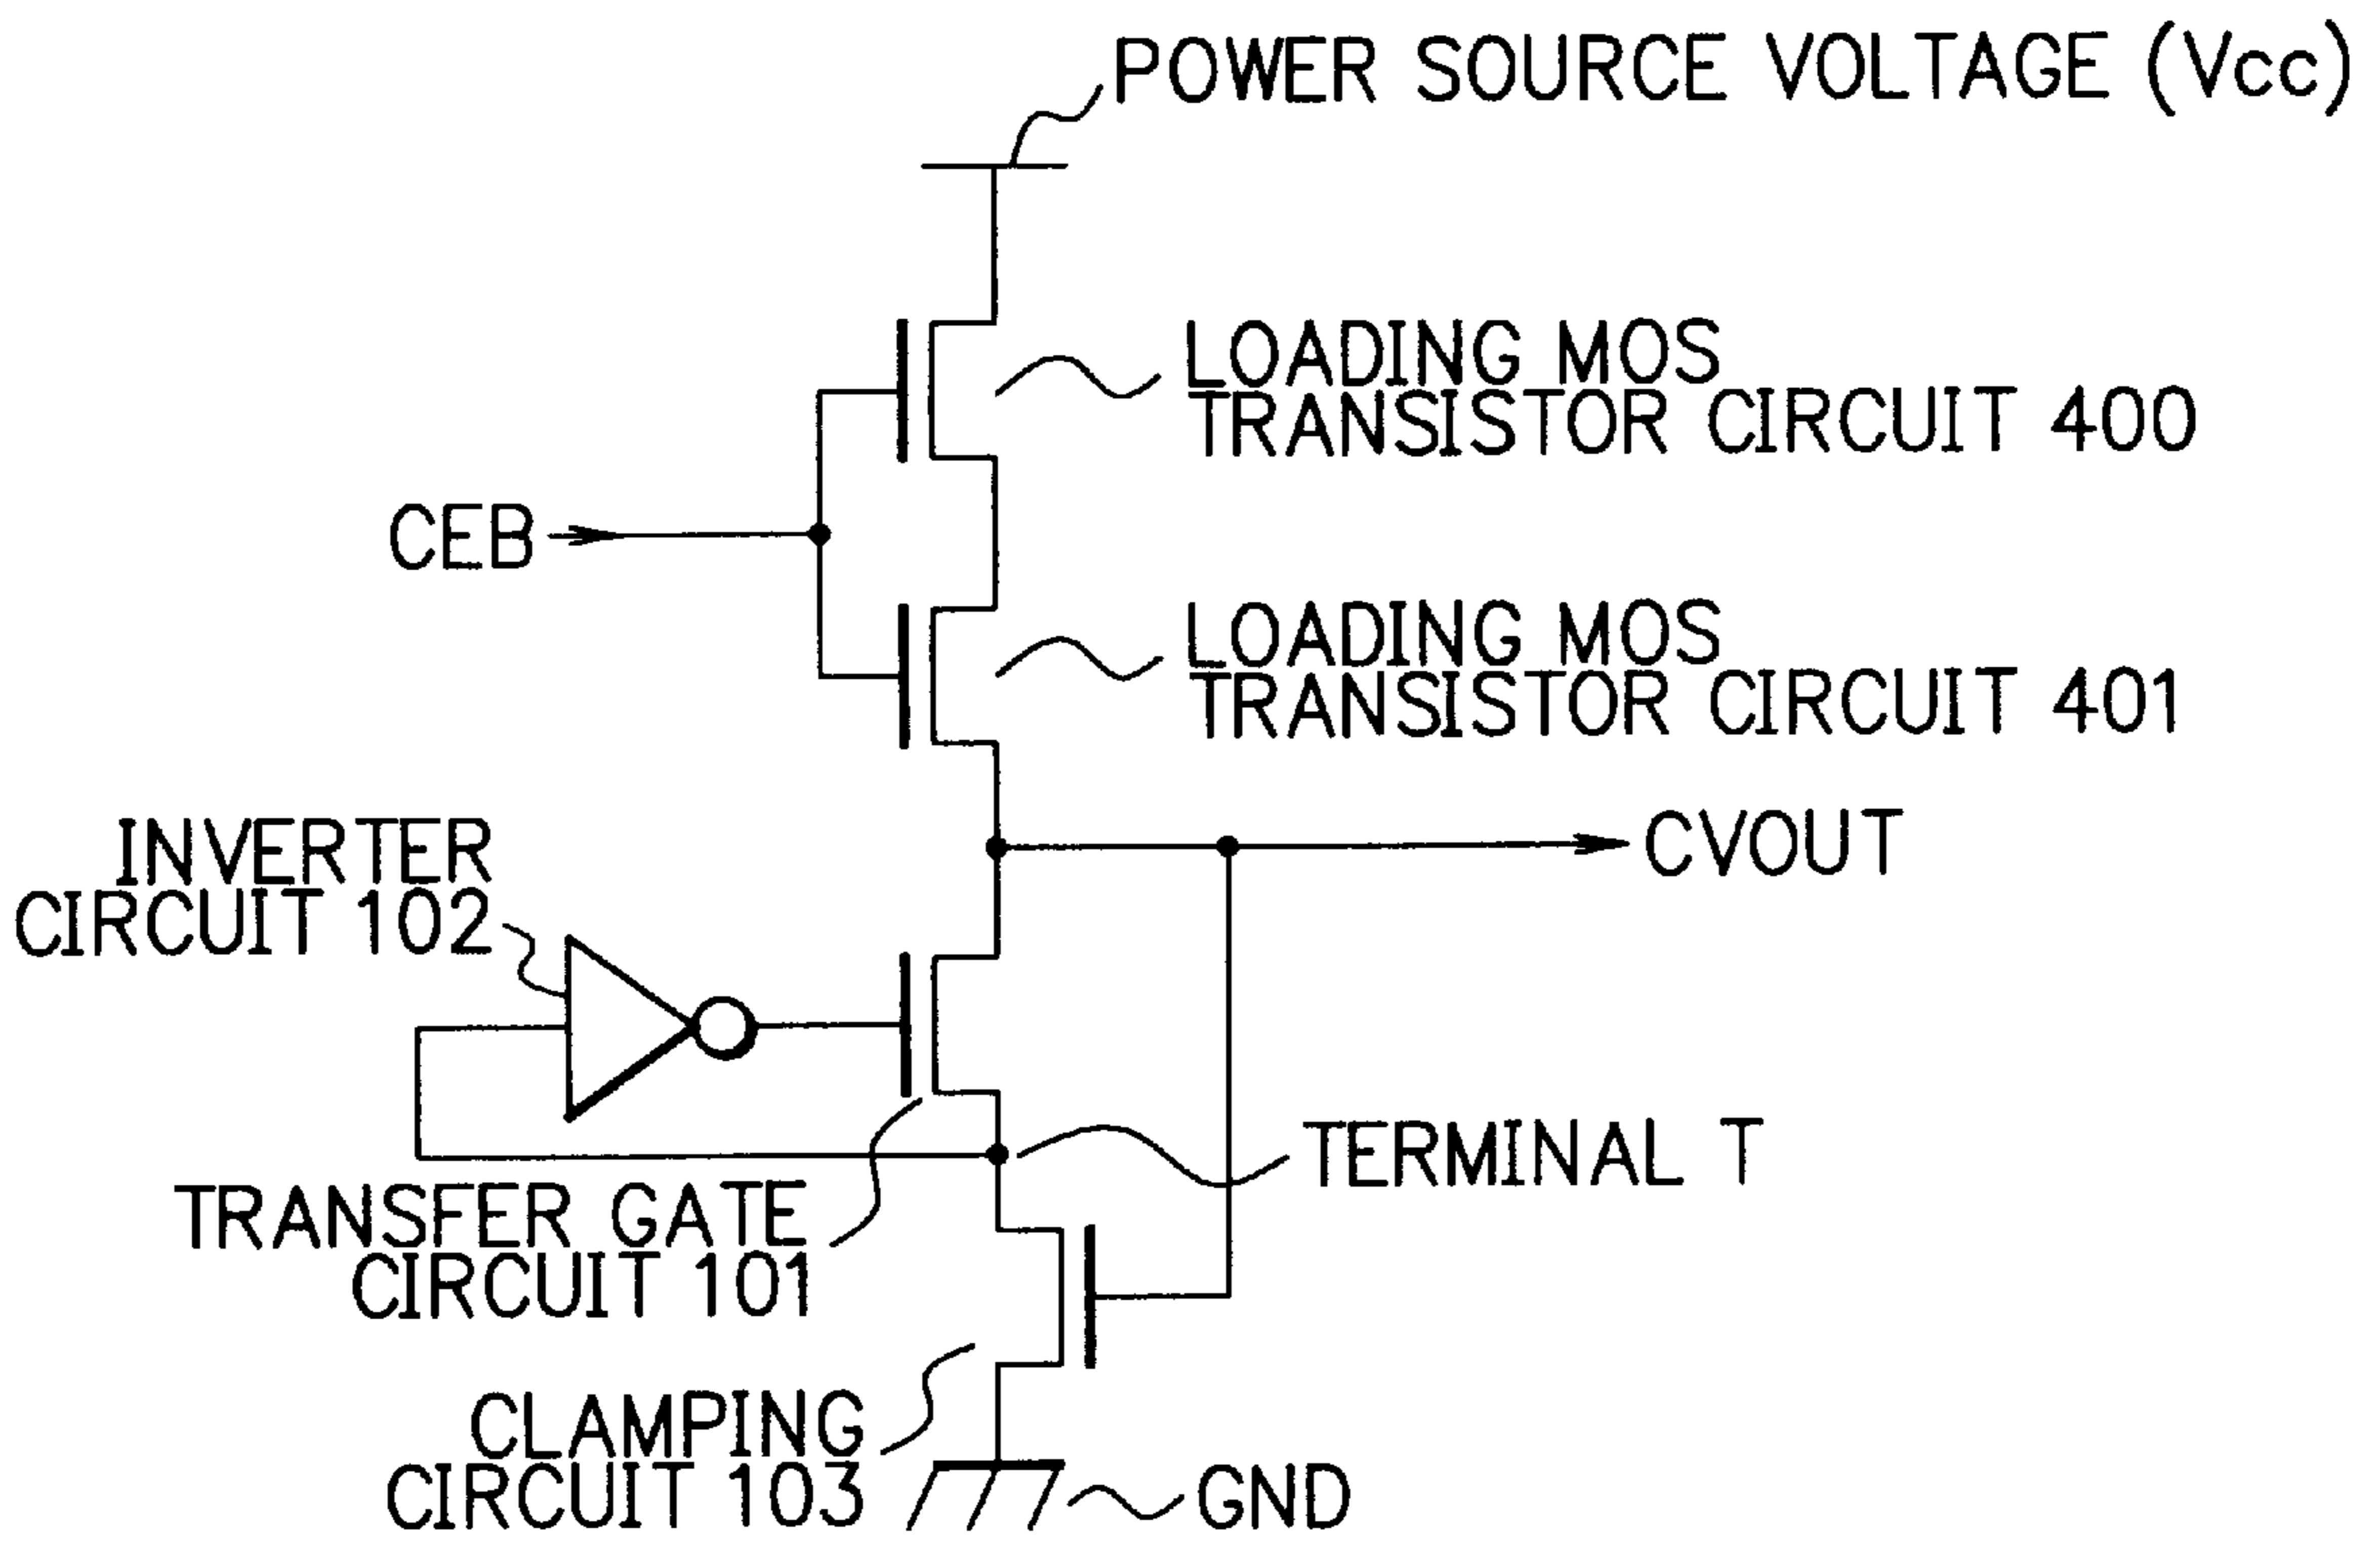 POWER SOURCE VOLTAGE (Vcc)
LOADING MOS
TRANSISTOR CIRCUIT 400
CEB
LOADING MOS
TRANSISTOR CIRCUIT 401
INVERTER
CIRCUIT 102
CVOUT
TERMINAL T
TRANSFER GATE
CIRCUIT 101
CLAMPING
CIRCUIT 103
GND